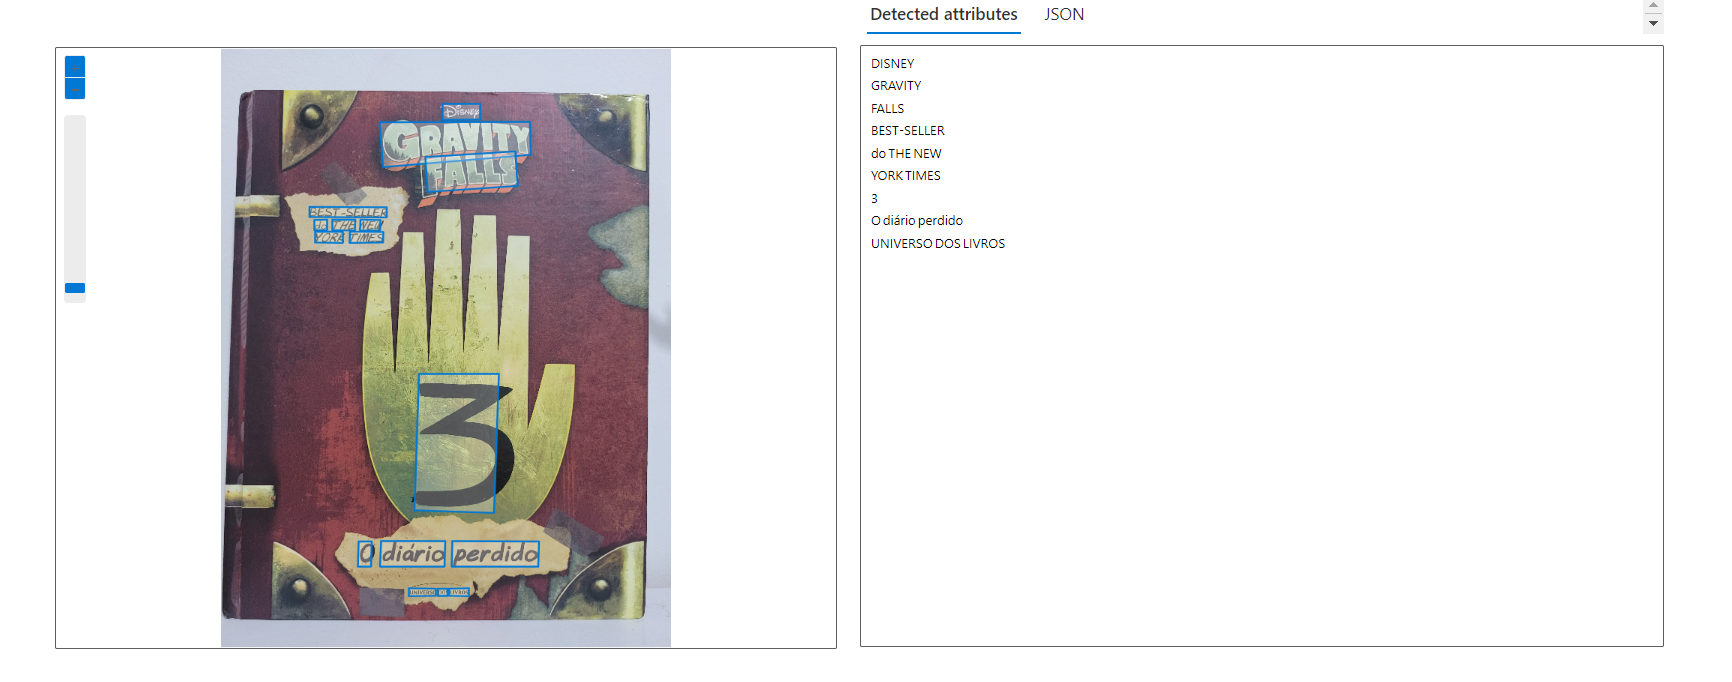 Detected attributes JSON
DISNEY
GRAVITY
FALLS
BEST-SELLER
do THE NEW
YORK TIMES
3
O diário perdido
UNIVERSO DOS LIVROS
+
-
DISNEY
GRAVITY
FALLS
BEST-SELLER
do THE NEW
YORK TIMES
3
O diário perdido
UNIVERSO DOS LIVROS